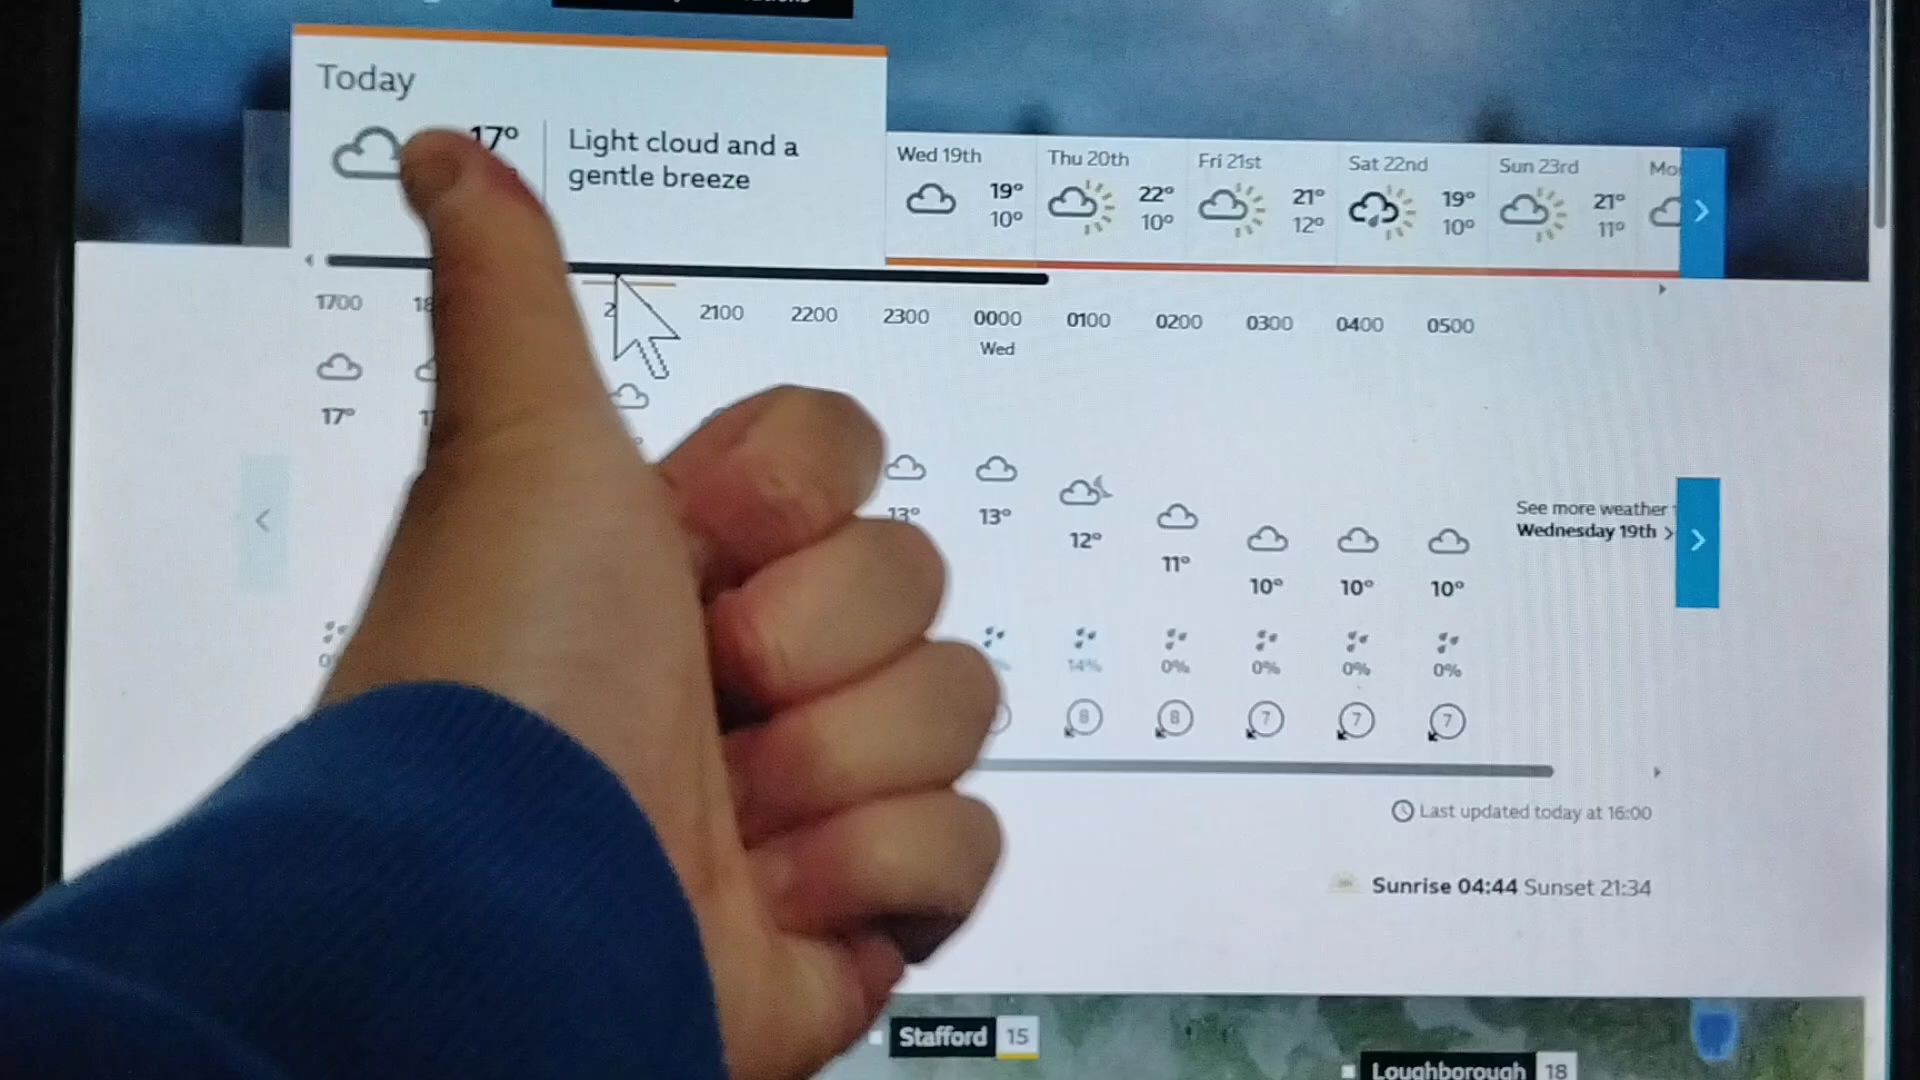 Today
17°
Light cloud and a
gentle breeze
Wed 19th
19°
10°
Thu 20th
22°
10°
Fri 21st
21°
12°
Sat 22nd
19°
10°
Sun 23rd
21°
11°
1700
2100
2200
2300
0000
0100
0200
0300
0400
0500
Wed
17°
13°
13°
12°
11°
10°
10°
10°
See more weather
Wednesday 19th >
14%
0%
0%
0%
0%
8
8
7
7
7
Last updated today at 16:00
Sunrise 04:44 Sunset 21:34
Stafford 15
Loughborough 18